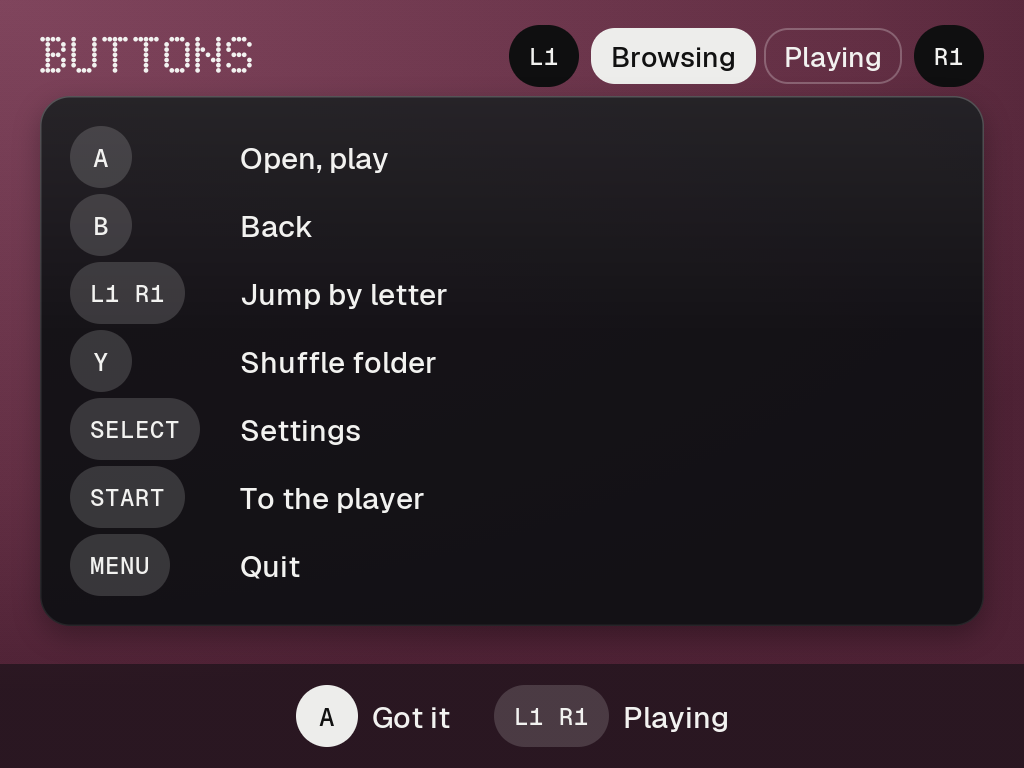 BUTTONS L1 Browsing Playing R1
A Open, play
B Back
L1 R1 Jump by letter
Y Shuffle folder
SELECT Settings
START To the player
MENU Quit
A Got it L1 R1 Playing